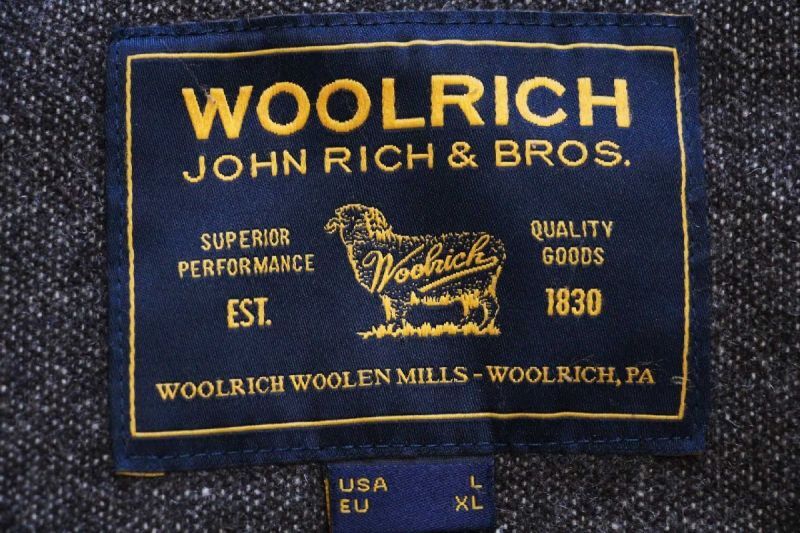 WOOLRICH
JOHN RICH & BROS.
SUPERIOR
PERFORMANCE
EST.
Woolrich
QUALITY
GOODS
1830
WOOLRICH WOOLEN MILLS - WOOLRICH, PA
USA L
EU XL